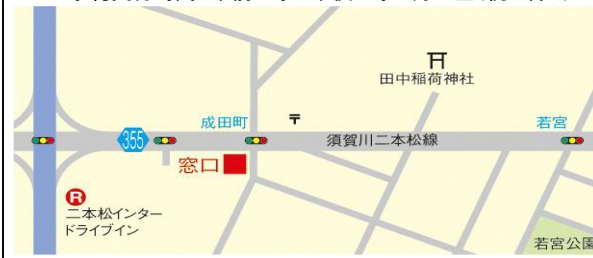 田中稲荷神社
成田町
〒
若宮
355
須賀川二本松線
窓口
R
二本松インター
ドライブイン
若宮公園